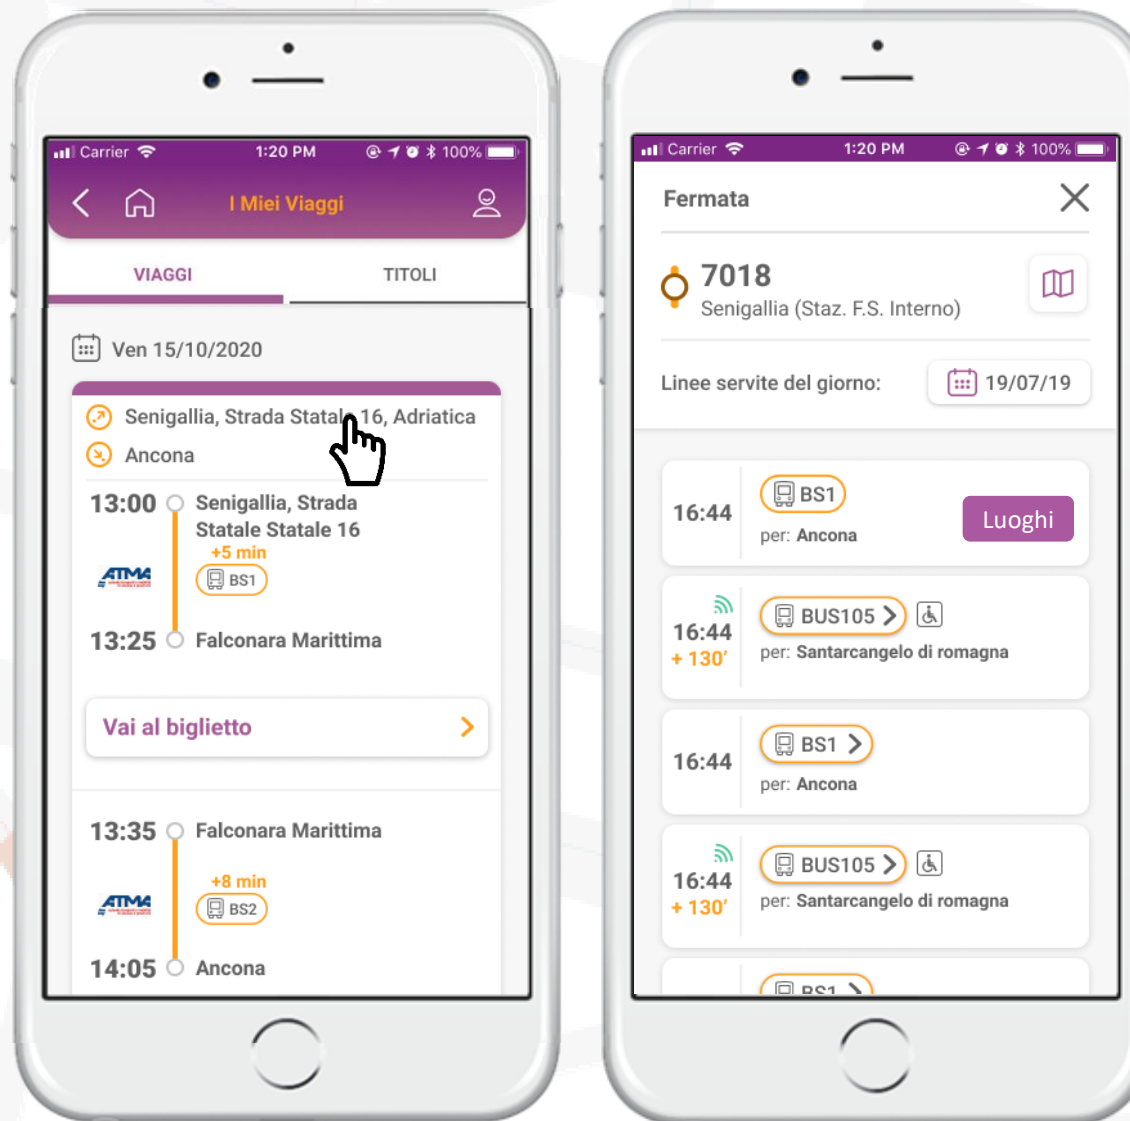 Carrier 1:20 PM 100%
I Miei Viaggi
VIAGGI TITOLI
Ven 15/10/2020
Senigallia, Strada Statale 16, Adriatica
Ancona
13:00 Senigallia, Strada
Statale Statale 16
+5 min
ATMA BS1
13:25 Falconara Marittima
Vai al biglietto
13:35 Falconara Marittima
+8 min
ATMA BS2
14:05 Ancona
Carrier 1:20 PM 100%
Fermata
7018
Senigallia (Staz. F.S. Interno)
Linee servite del giorno: 19/07/19
BS1
16:44 Luoghi
per: Ancona
BUS105
16:44
+ 130' per: Santarcangelo di romagna
BS1
16:44
per: Ancona
BUS105
16:44
+ 130' per: Santarcangelo di romagna
BS1